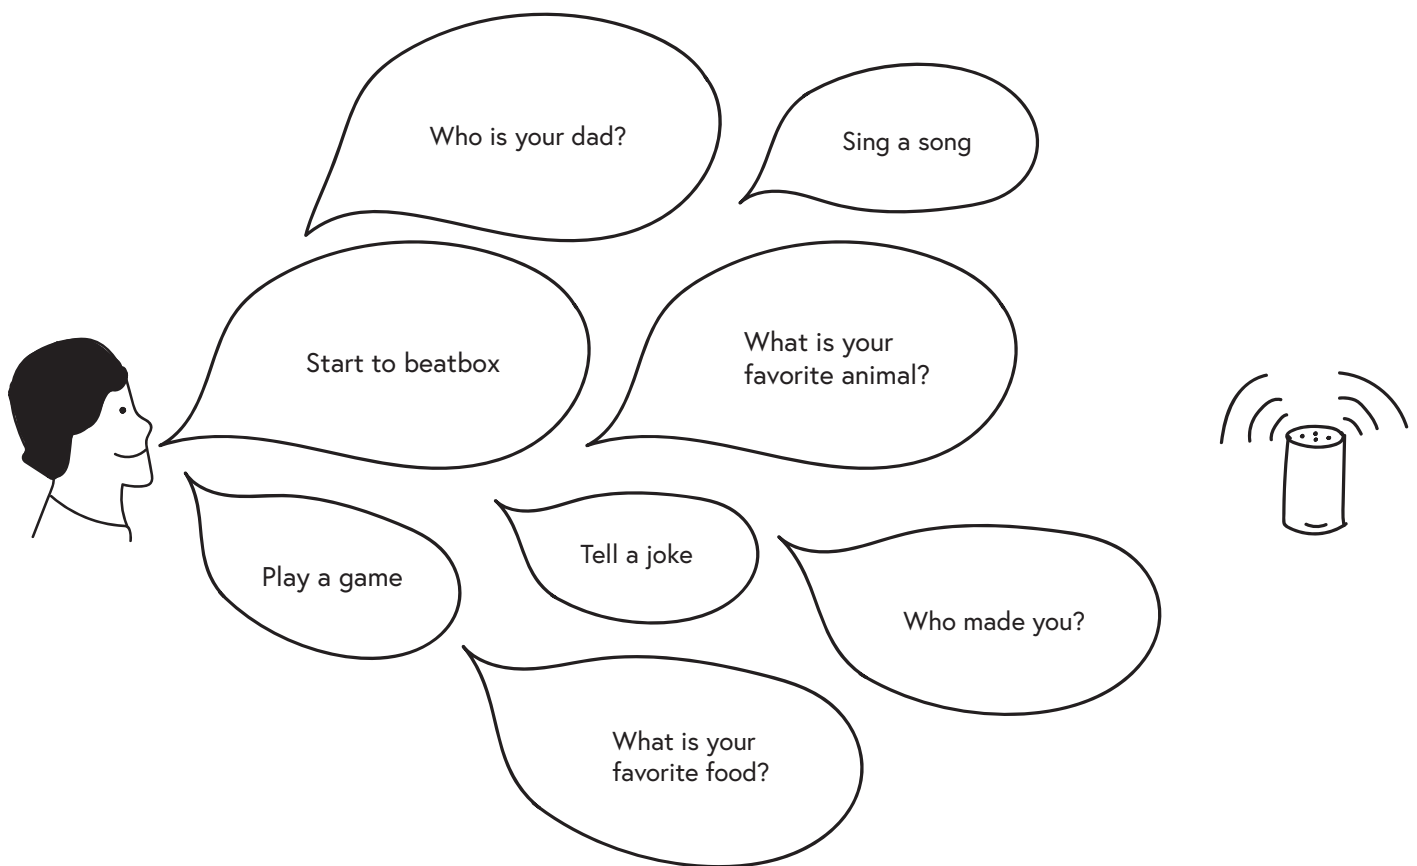 Who is your dad?
Sing a song
Start to beatbox
What is your
favorite animal?
Play a game
Tell a joke
Who made you?
What is your
favorite food?